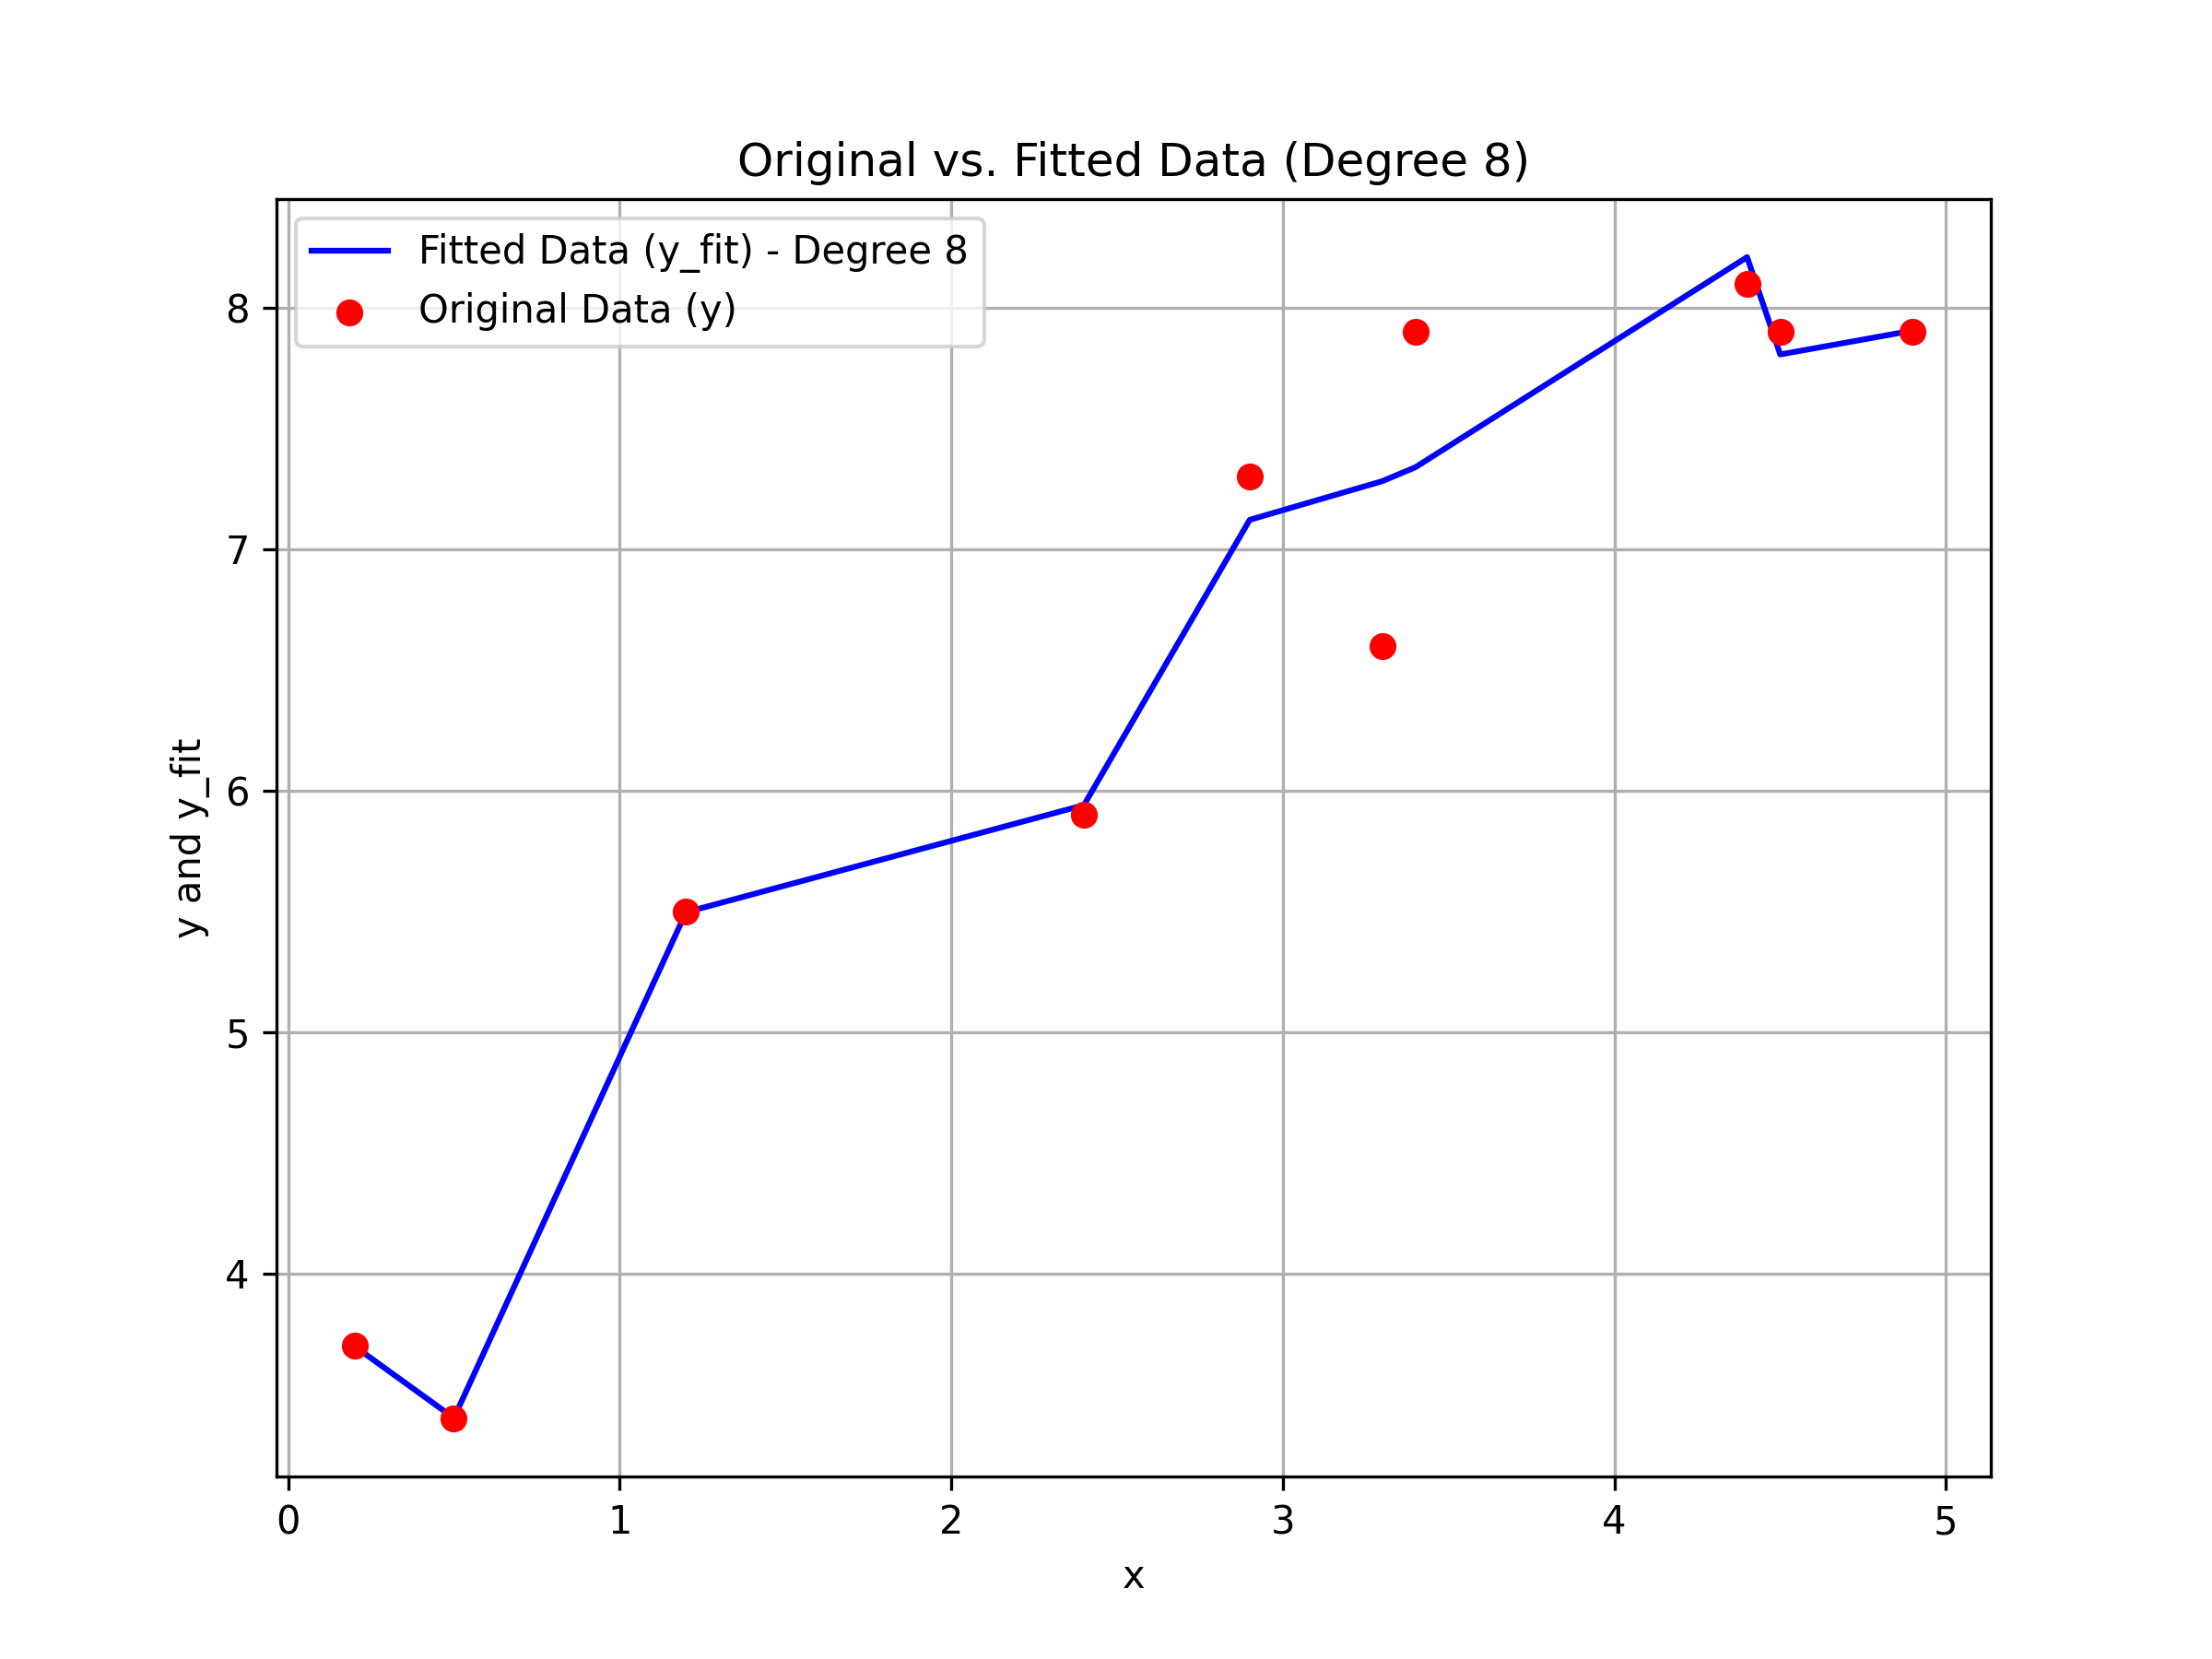 Original vs. Fitted Data (Degree 8)
Fitted Data (y_fit) - Degree 8
Original Data (y)
8
7
6
5
4
y and y_fit
0 1 2 3 4 5
x